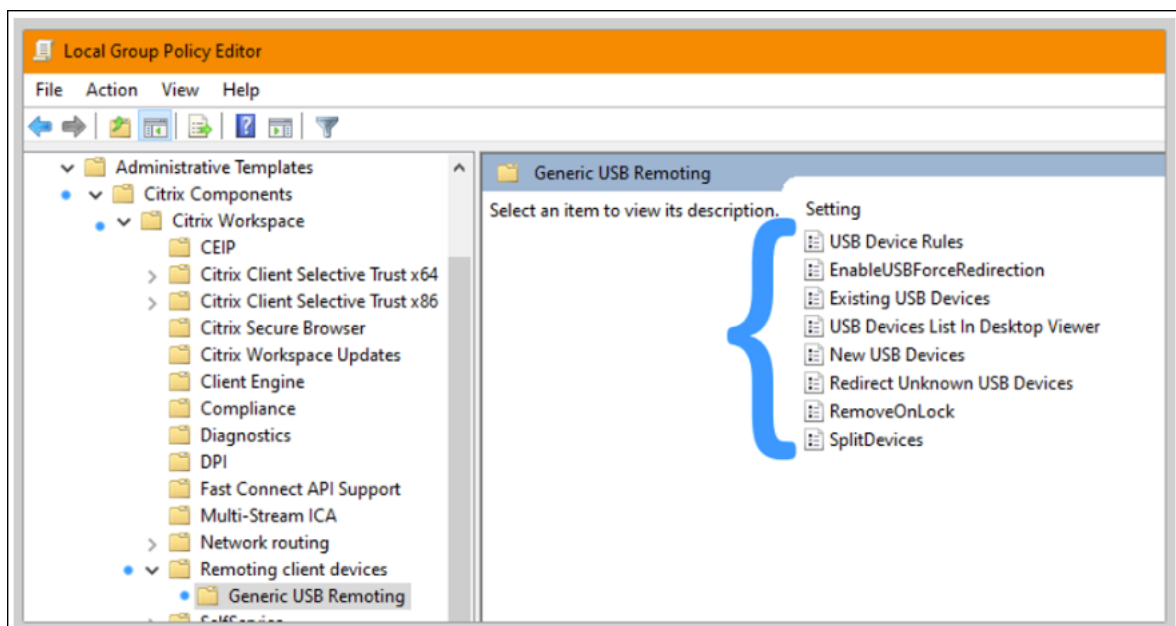 Local Group Policy Editor
File Action View Help
Administrative Templates
Citrix Components
Citrix Workspace
CEIP
Citrix Client Selective Trust x64
Citrix Client Selective Trust x86
Citrix Secure Browser
Citrix Workspace Updates
Client Engine
Compliance
Diagnostics
DPI
Fast Connect API Support
Multi-Stream ICA
Network routing
Remoting client devices
Generic USB Remoting
SelfService
Generic USB Remoting
Select an item to view its description.
Setting
USB Device Rules
EnableUSBForceRedirection
Existing USB Devices
USB Devices List In Desktop Viewer
New USB Devices
Redirect Unknown USB Devices
RemoveOnLock
SplitDevices